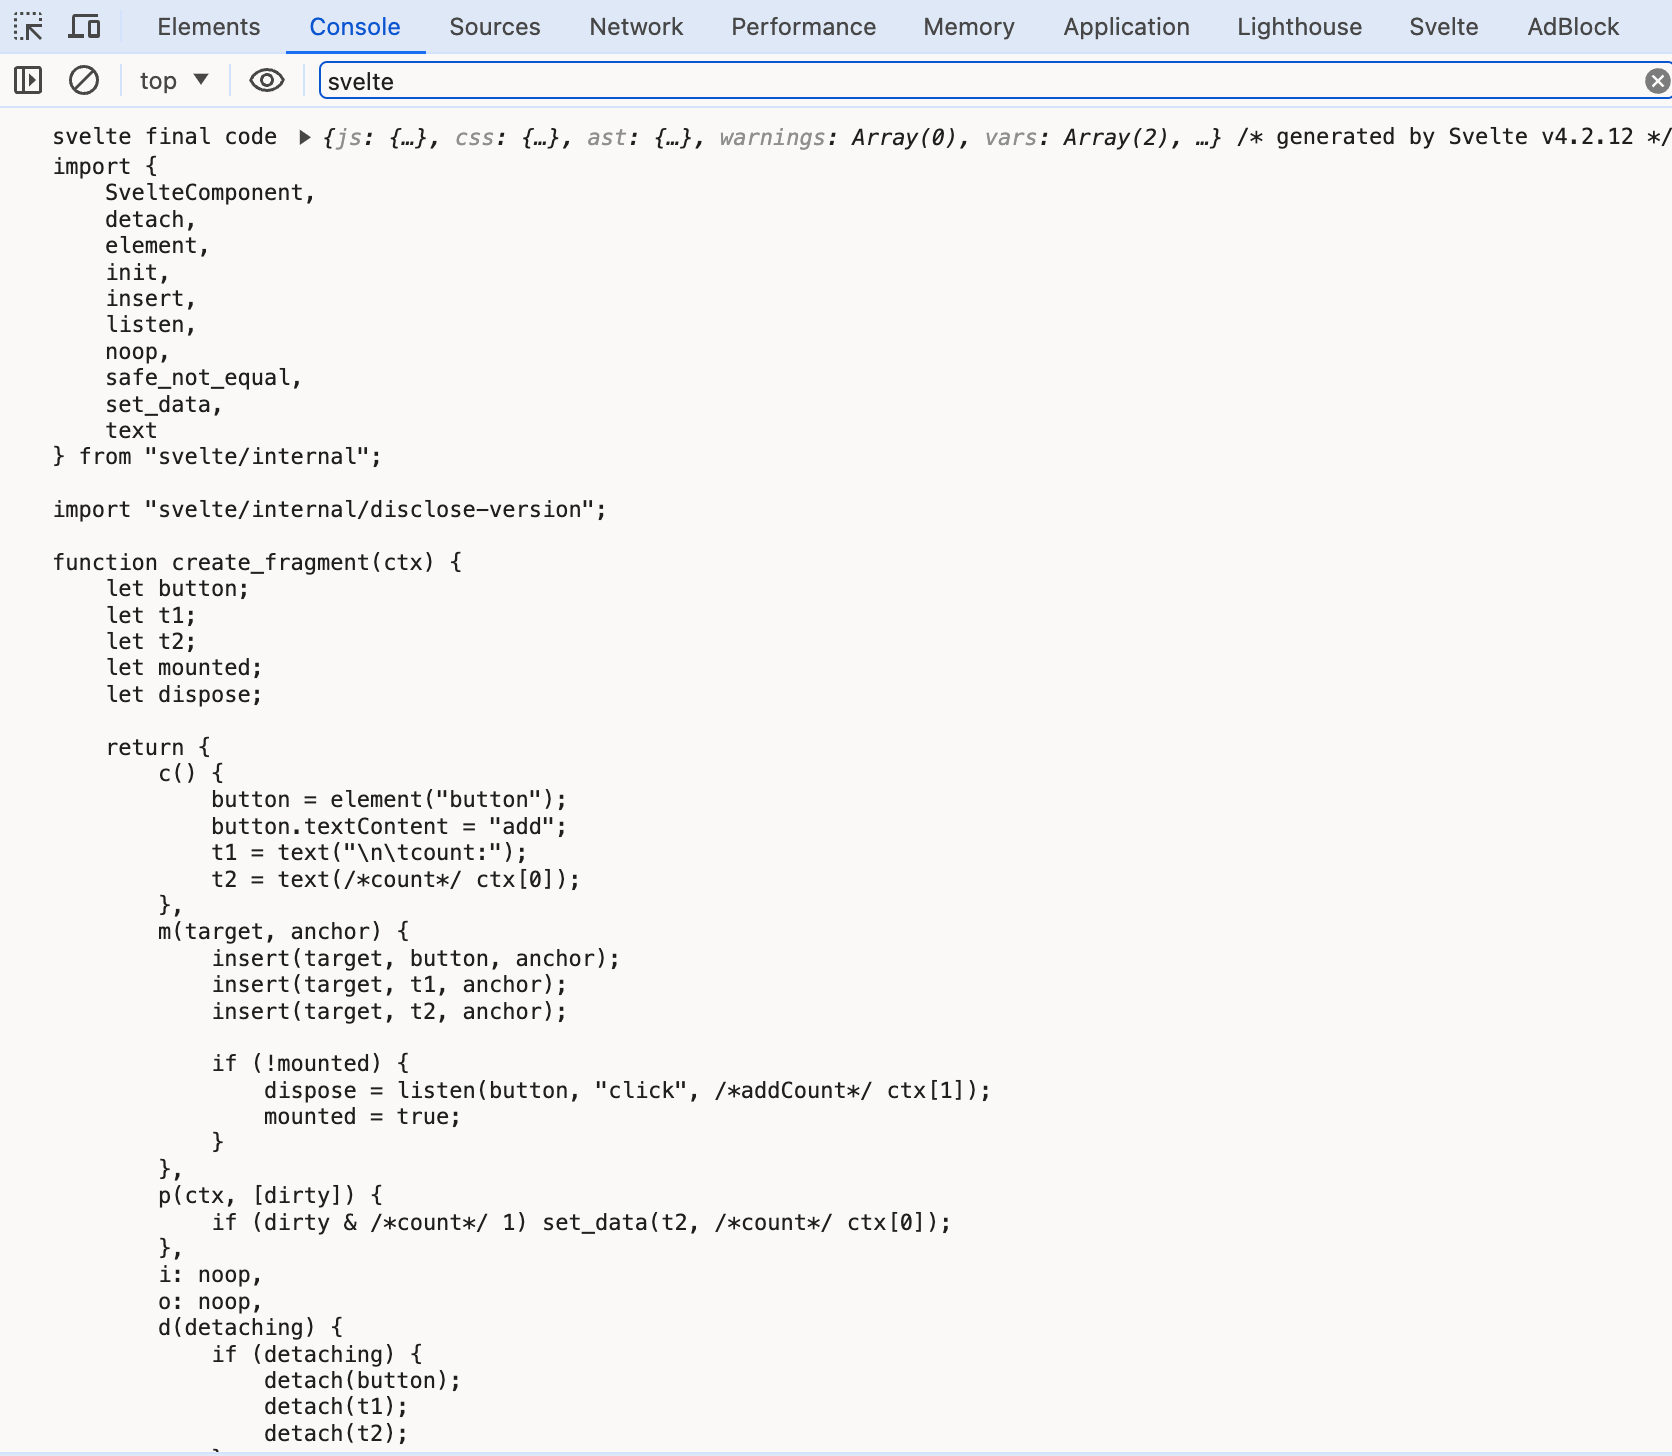 Elements Console Sources Network Performance Memory Application Lighthouse Svelte AdBlock
top ▼ svelte
svelte final code ▶ {js: {…}, css: {…}, ast: {…}, warnings: Array(0), vars: Array(2), …} /* generated by Svelte v4.2.12 */
import {
    SvelteComponent,
    detach,
    element,
    init,
    insert,
    listen,
    noop,
    safe_not_equal,
    set_data,
    text
} from "svelte/internal";
import "svelte/internal/disclose-version";
function create_fragment(ctx) {
    let button;
    let t1;
    let t2;
    let mounted;
    let dispose;
    return {
        c() {
            button = element("button");
            button.textContent = "add";
            t1 = text("\n\tcount:");
            t2 = text(/*count*/ ctx[0]);
        },
        m(target, anchor) {
            insert(target, button, anchor);
            insert(target, t1, anchor);
            insert(target, t2, anchor);
            if (!mounted) {
                dispose = listen(button, "click", /*addCount*/ ctx[1]);
                mounted = true;
            }
        },
        p(ctx, [dirty]) {
            if (dirty & /*count*/ 1) set_data(t2, /*count*/ ctx[0]);
        },
        i: noop,
        o: noop,
        d(detaching) {
            if (detaching) {
                detach(button);
                detach(t1);
                detach(t2);